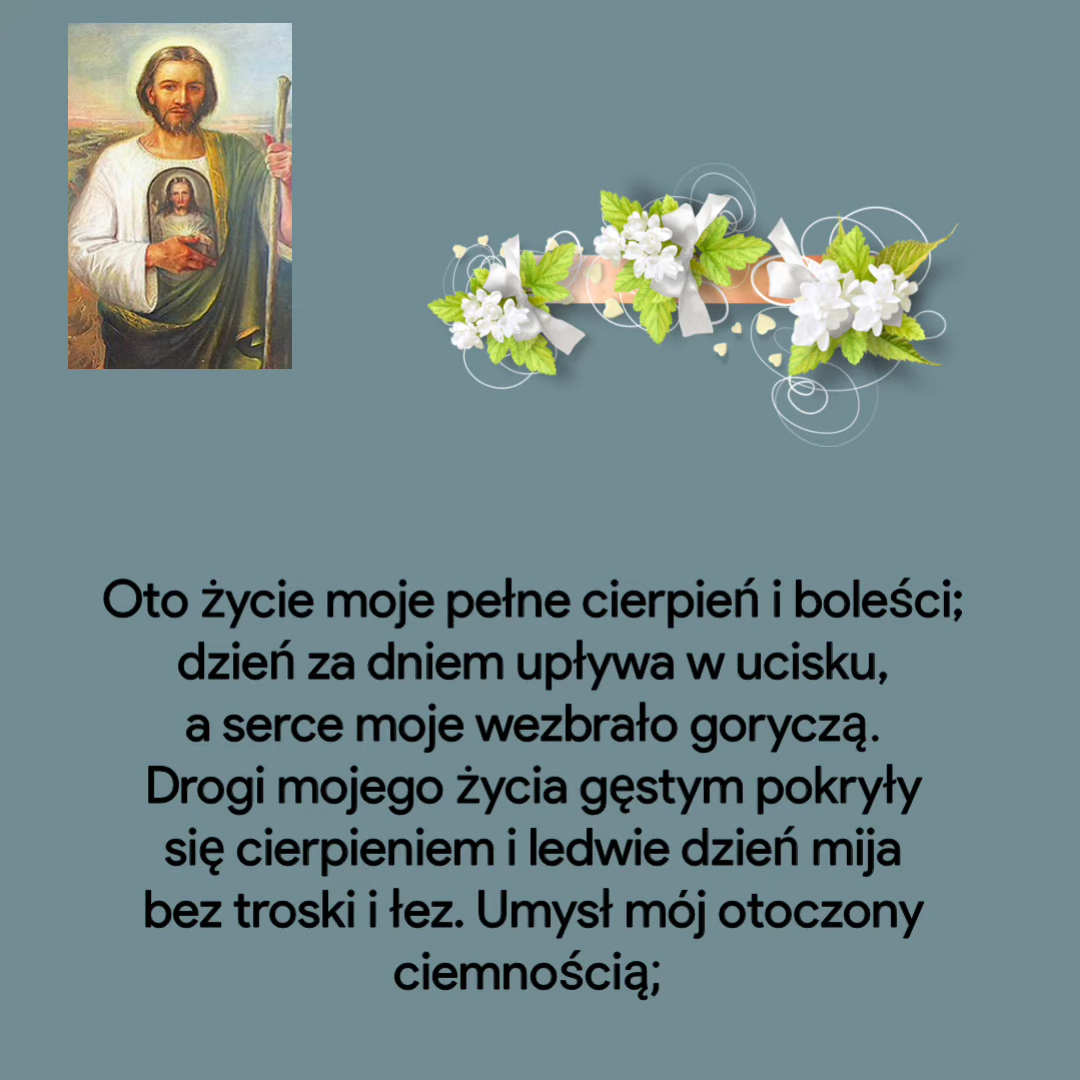 Oto życie moje pełne cierpień i boleści;
dzień za dniem upływa w ucisku,
a serce moje wezbrało goryczą.
Drogi mojego życia gęstym pokryły
się cierpieniem i ledwie dzień mija
bez troski i łez. Umysł mój otoczony
ciemnością;